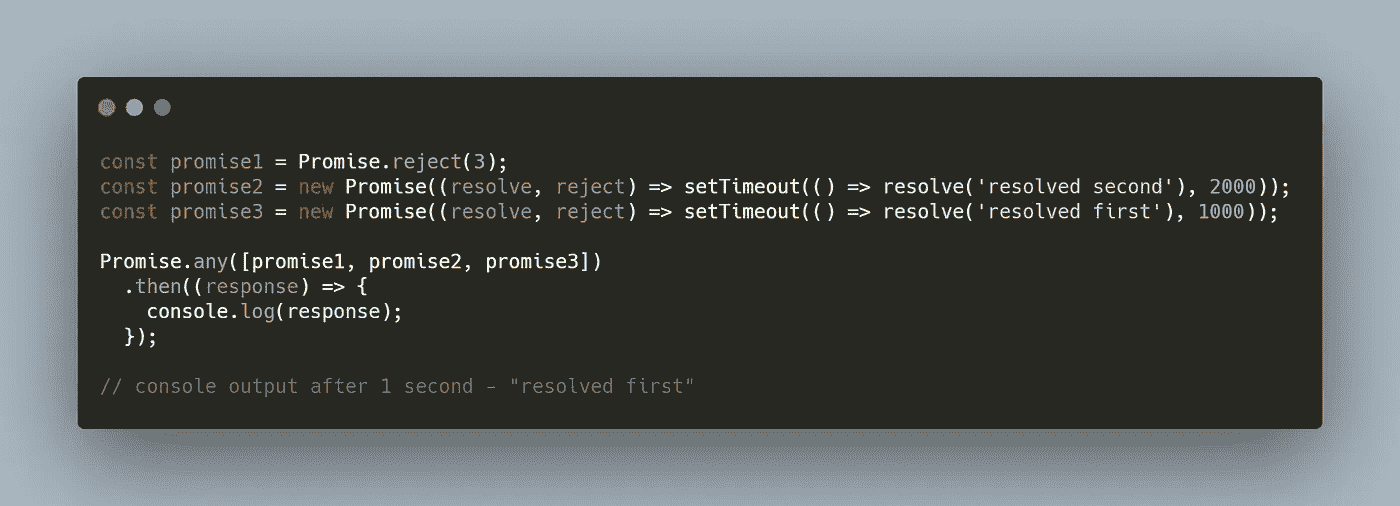 const promise1 = Promise.reject(3);
const promise2 = new Promise((resolve, reject) => setTimeout(() => resolve('resolved second'), 2000));
const promise3 = new Promise((resolve, reject) => setTimeout(() => resolve('resolved first'), 1000));

Promise.any([promise1, promise2, promise3])
  .then((response) => {
    console.log(response);
  });

// console output after 1 second - "resolved first"